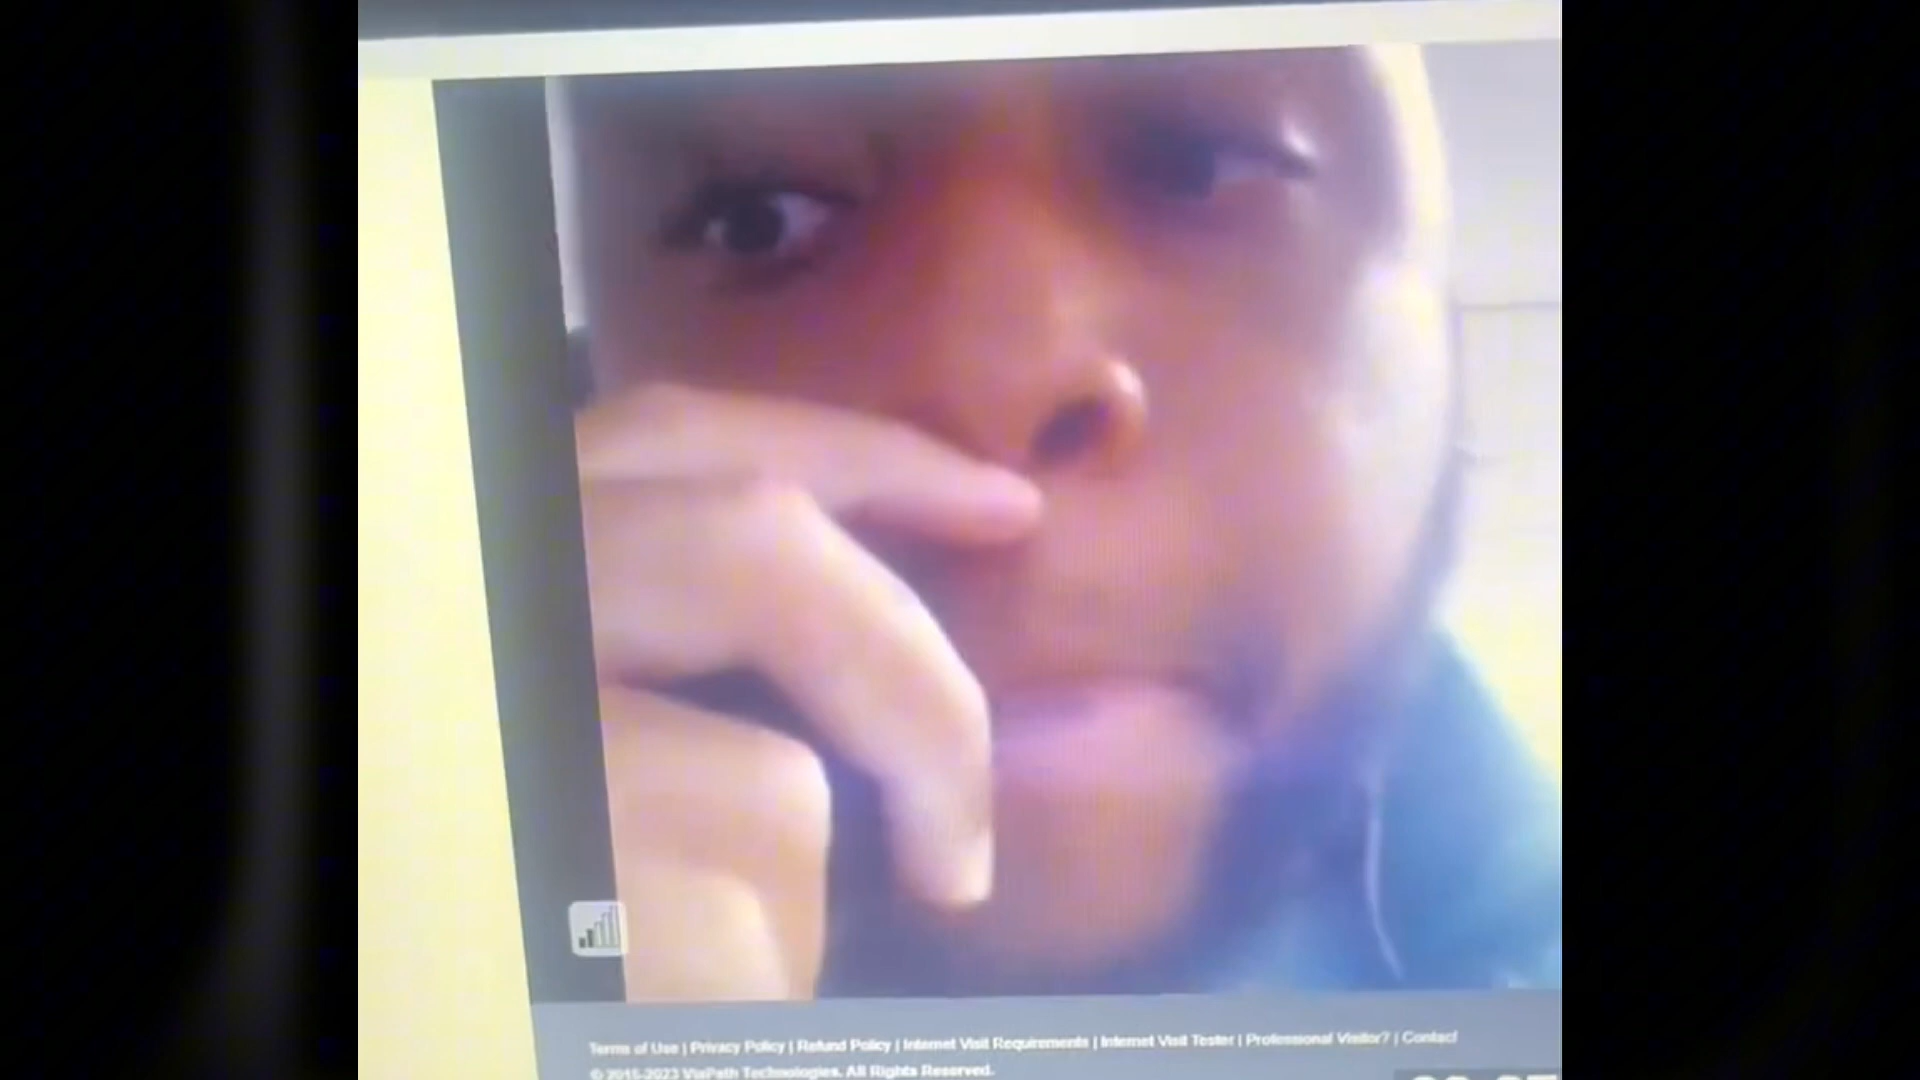 Terms of Use | Privacy Policy | Refund Policy | Internet Visit Requirements | Internet Visit Tester | Professional Visitor? | Contact
© 2015-2023 ViaPath Technologies. All Rights Reserved.